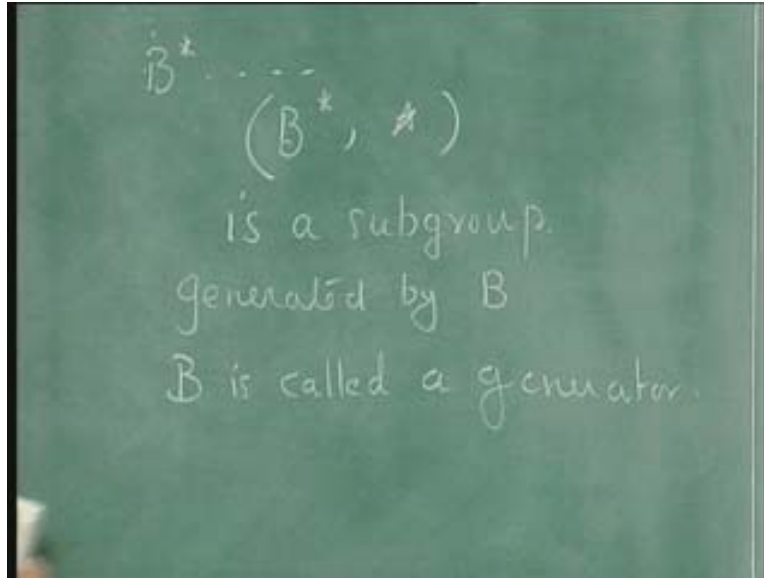 B* .....
(B*, *)
is a subgroup.
generated by B
B is called a generator.